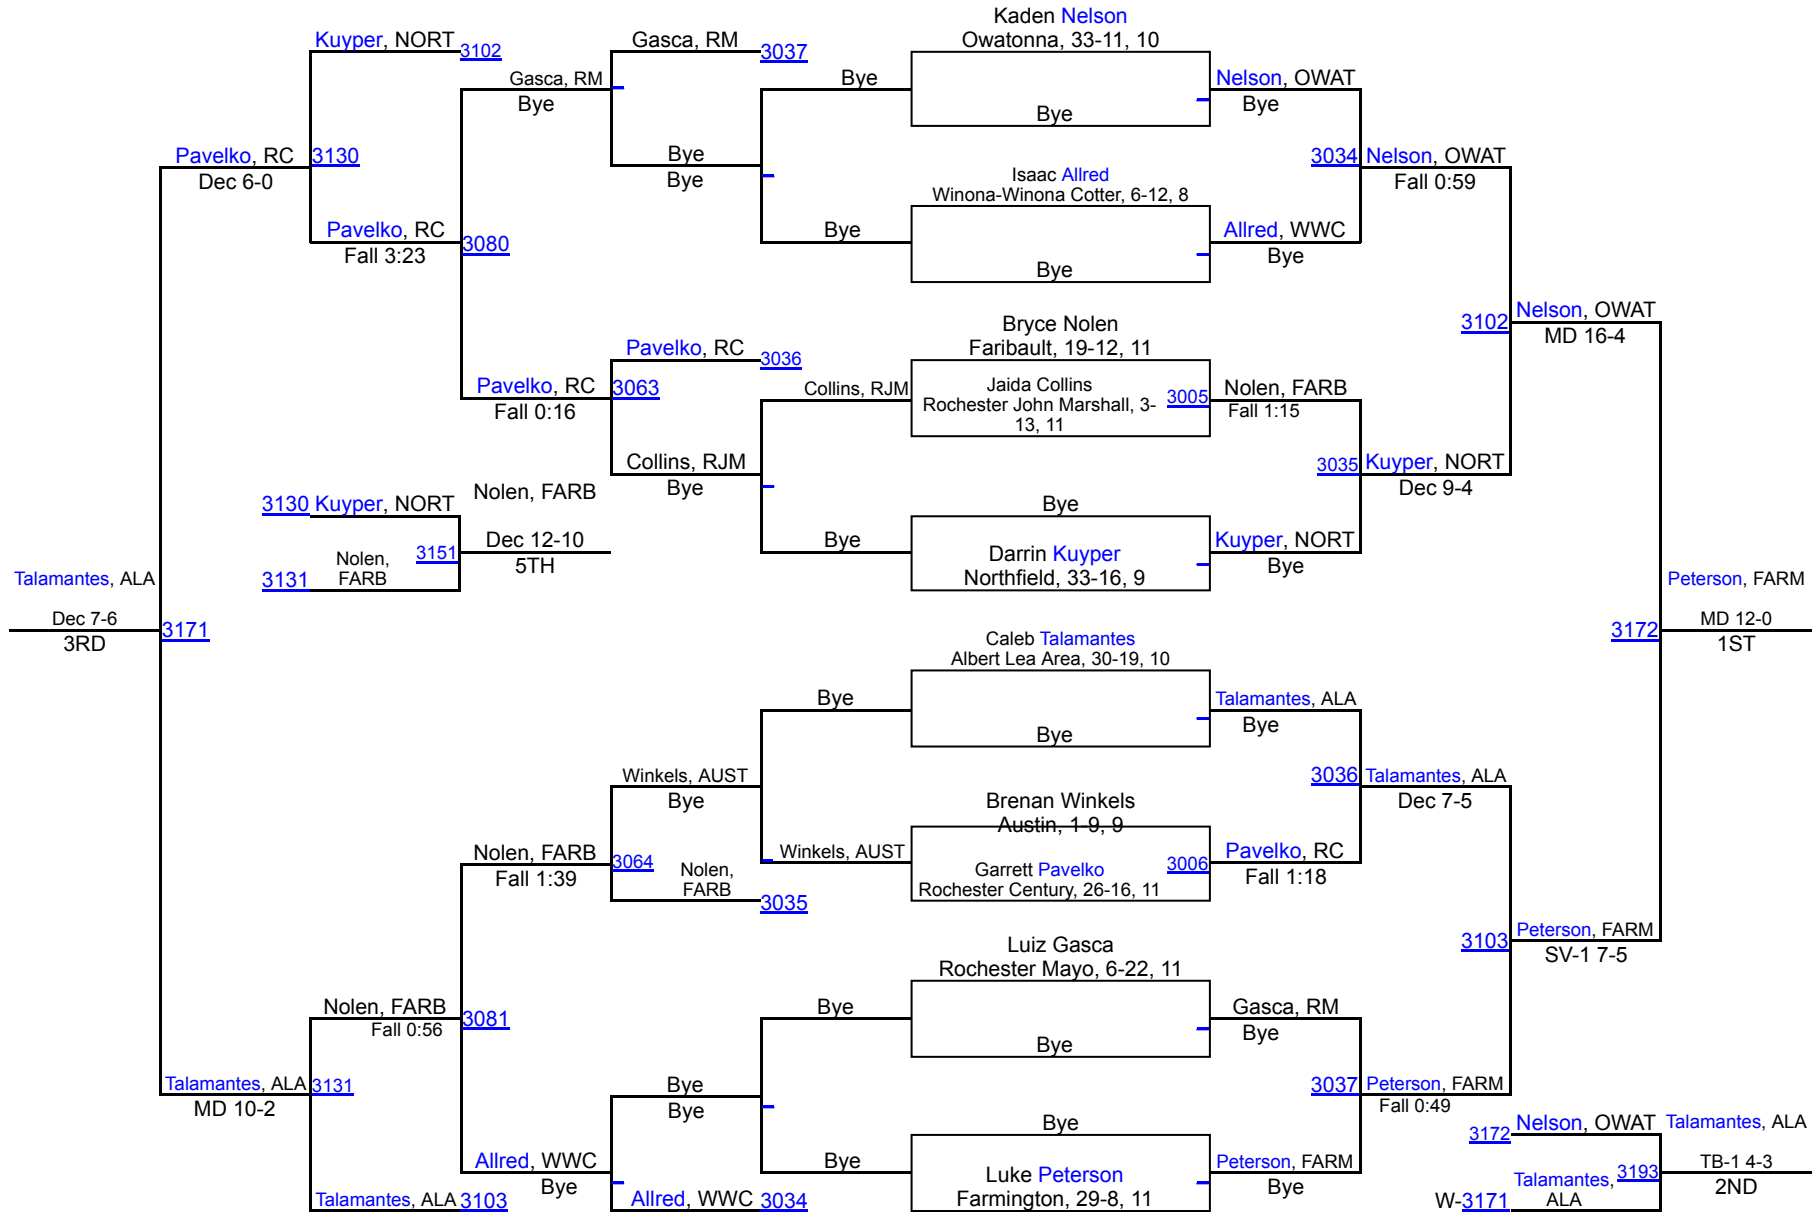 Kaden Nelson
Kuyper, NORT 3102
Gasca, RM 3037
Owatonna, 33-11, 10
Gasca, RM
Bye
Nelson, OWAT
Bye
Bye
Bye
Pavelko, RC 3130
Bye
3034 Nelson, OWAT
Dec 6-0
Bye
Isaac Allred
Fall 0:59
Winona-Winona Cotter, 6-12, 8
Pavelko, RC
3080
Bye
Allred, WWC
Fall 3:23
Bye
Bye
Bryce Nolen
3102 Nelson, OWAT
Pavelko, RC 3036
Faribault, 19-12, 11
MD 16-4
Pavelko, RC 3063
Collins, RJM
Jaida Collins
Rochester John Marshall, 3-
13, 11
3005 Nolen, FARB
Fall 0:16
Fall 1:15
Collins, RJM
Bye
3035 Kuyper, NORT
Dec 9-4
3130 Kuyper, NORT
Nolen, FARB
Bye
Nolen,
FARB
3151
Dec 12-10
5TH
Bye
Darrin Kuyper
Northfield, 33-16, 9
Kuyper, NORT
Bye
3131
Talamantes, ALA
Peterson, FARM
Dec 7-6
3RD
3171
3172
MD 12-0
1ST
Caleb Talamantes
Albert Lea Area, 30-19, 10
Bye
Talamantes, ALA
Bye
Bye
Winkels, AUST
Bye
3036 Talamantes, ALA
Dec 7-5
Brenan Winkels
Austin, 1-9, 9
Nolen, FARB
3064
Winkels, AUST
3006 Pavelko, RC
Fall 1:39
Nolen,
FARB
3035
Garrett Pavelko
Rochester Century, 26-16, 11
Fall 1:18
Luiz Gasca
Rochester Mayo, 6-22, 11
3103 Peterson, FARM
SV-1 7-5
Nolen, FARB
3081
Bye
Gasca, RM
Fall 0:56
Bye
Bye
Talamantes, ALA 3131
Bye
Bye
3037 Peterson, FARM
MD 10-2
Fall 0:49
Bye
3172 Nelson, OWAT
Talamantes, ALA
Allred, WWC
Bye
Bye
Luke Peterson
Farmington, 29-8, 11
Peterson, FARM
Bye
Talamantes,
ALA
3193
TB-1 4-3
2ND
Talamantes, ALA 3103
Allred, WWC 3034
W-3171